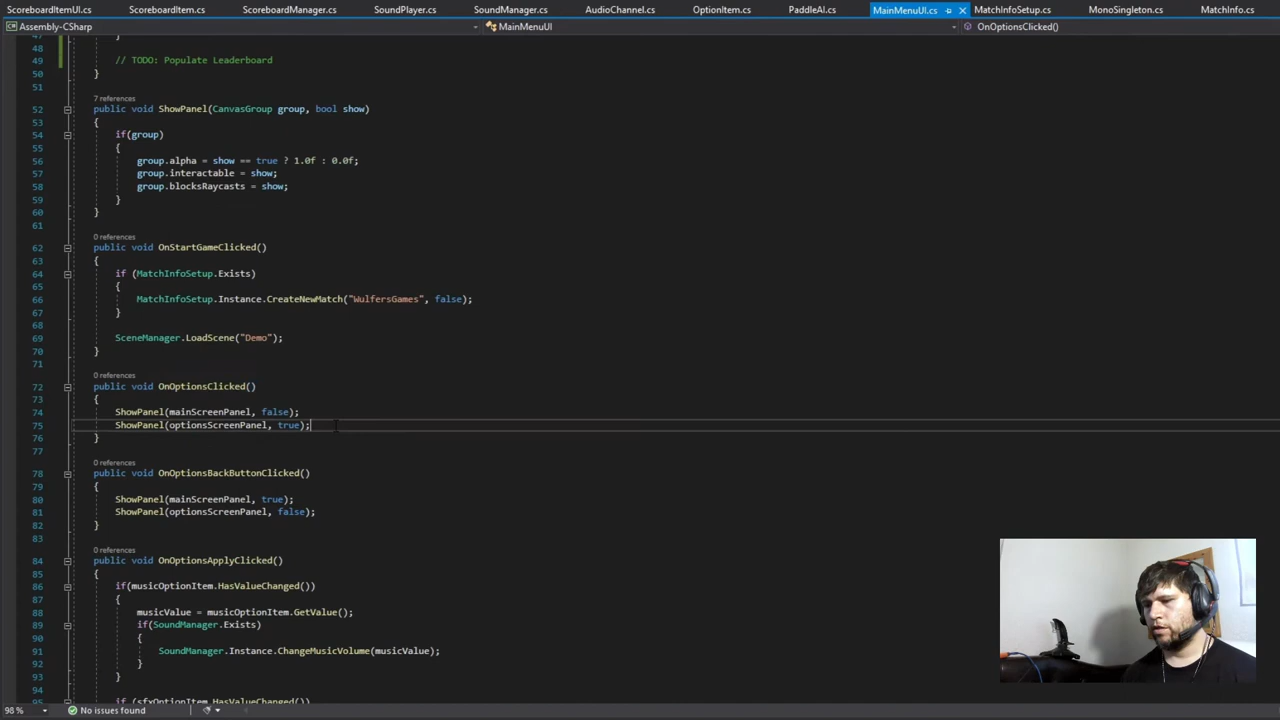 ScoreboardItemUI.cs ScoreboardItem.cs ScoreboardManager.cs SoundPlayer.cs SoundManager.cs AudioChannel.cs OptionItem.cs PaddleAI.cs MainMenuUI.cs MatchInfoSetup.cs MonoSingleton.cs MatchInfo.cs
Assembly-CSharp MainMenuUI OnOptionsClicked()
47 }
48
49 // TODO: Populate Leaderboard
50 }
51
7 references
52 public void ShowPanel(CanvasGroup group, bool show)
53 {
54 if(group)
55 {
56 group.alpha = show == true ? 1.0f : 0.0f;
57 group.interactable = show;
58 group.blocksRaycasts = show;
59 }
60 }
61
0 references
62 public void OnStartGameClicked()
63 {
64 if (MatchInfoSetup.Exists)
65 {
66 MatchInfoSetup.Instance.CreateNewMatch("WulfersGames", false);
67 }
68
69 SceneManager.LoadScene("Demo");
70 }
71
0 references
72 public void OnOptionsClicked()
73 {
74 ShowPanel(mainScreenPanel, false);
75 ShowPanel(optionsScreenPanel, true);
76 }
77
0 references
78 public void OnOptionsBackButtonClicked()
79 {
80 ShowPanel(mainScreenPanel, true);
81 ShowPanel(optionsScreenPanel, false);
82 }
83
0 references
84 public void OnOptionsApplyClicked()
85 {
86 if(musicOptionItem.HasValueChanged())
87 {
88 musicValue = musicOptionItem.GetValue();
89 if(SoundManager.Exists)
90 {
91 SoundManager.Instance.ChangeMusicVolume(musicValue);
92 }
93 }
94
95 if (sfxOptionItem.HasValueChanged())
98 % No issues found